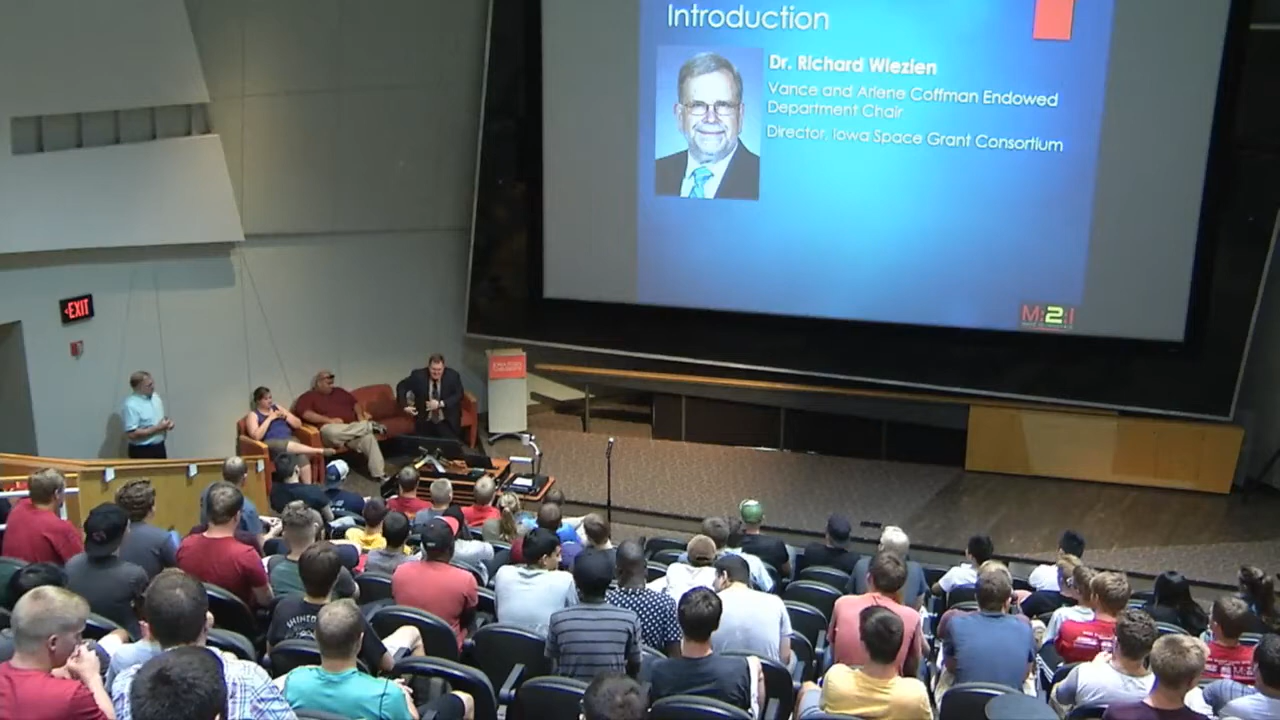 Introduction
Dr. Richard Wlezien
Vance and Arlene Coffman Endowed
Department Chair
Director, Iowa Space Grant Consortium
M:2:I
EXIT